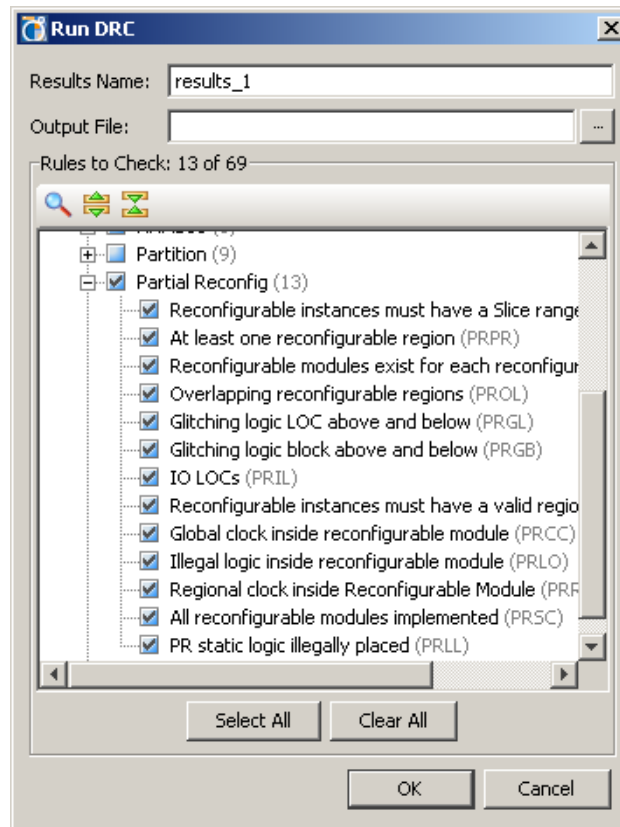 Run DRC
Results Name: results_1
Output File: ...
Rules to Check: 13 of 69
Partition (9)
Partial Reconfig (13)
Reconfigurable instances must have a Slice range
At least one reconfigurable region (PRPR)
Reconfigurable modules exist for each reconfigur
Overlapping reconfigurable regions (PROL)
Glitching logic LOC above and below (PRGL)
Glitching logic block above and below (PRGB)
IO LOCs (PRIL)
Reconfigurable instances must have a valid regio
Global clock inside reconfigurable module (PRCC)
Illegal logic inside reconfigurable module (PRLO)
Regional clock inside Reconfigurable Module (PRR
All reconfigurable modules implemented (PRSC)
PR static logic illegally placed (PRLL)
Select All Clear All
OK Cancel